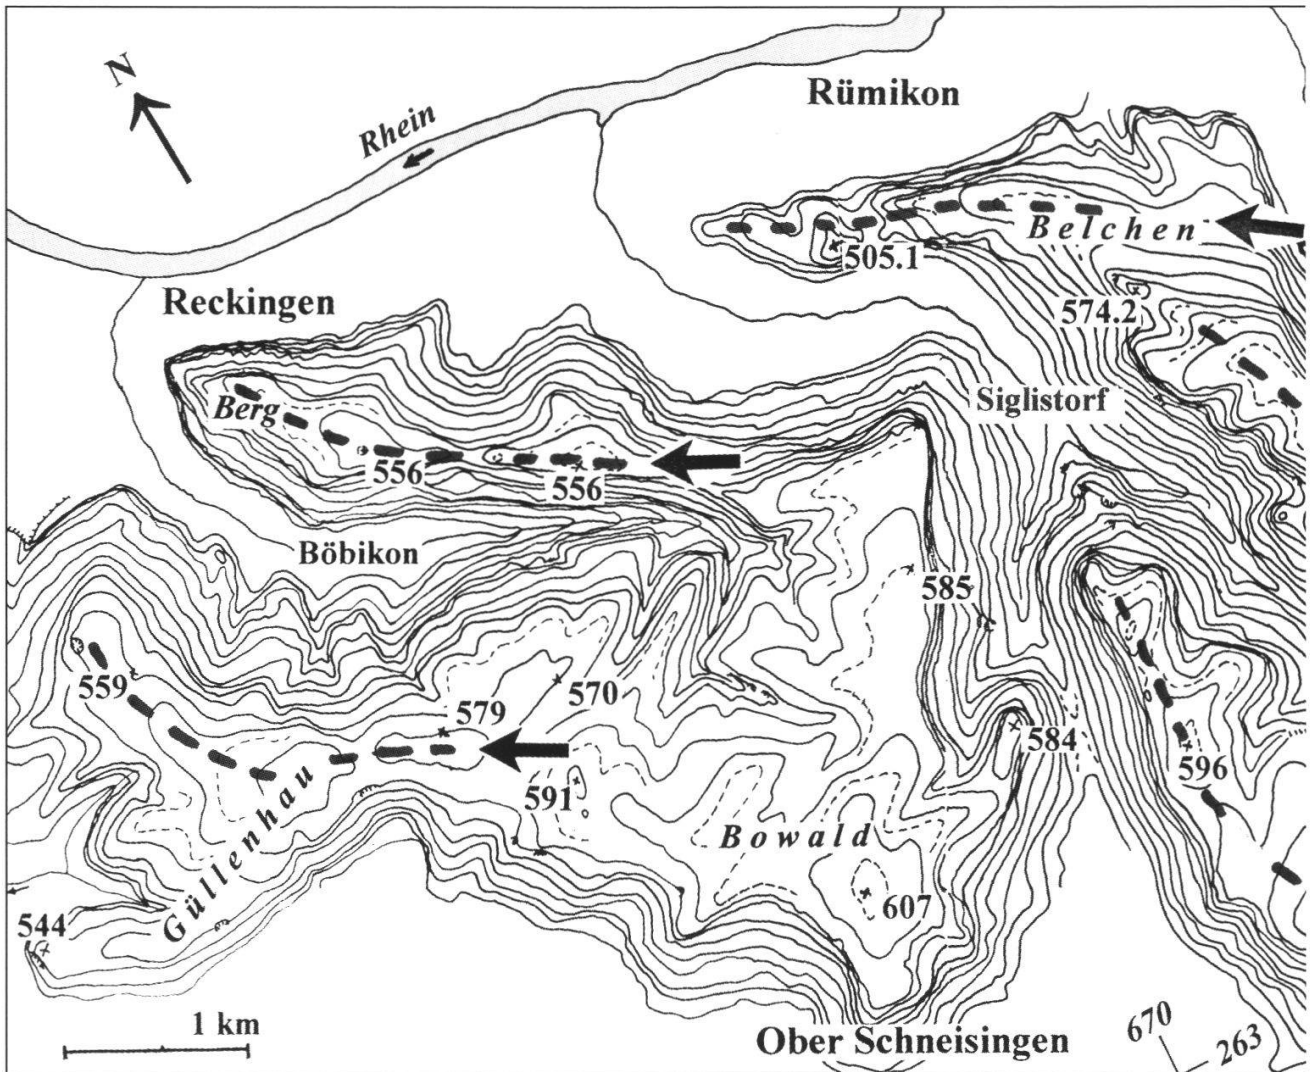 N
Rhein
Rümikon
Belchen
505.1
574.2
Reckingen
Siglistorf
Berg
556
556
Böbikon
585
559
570
579
584
596
591
Bowald
607
Güllenhau
544
1 km
Ober Schneisingen
670
263